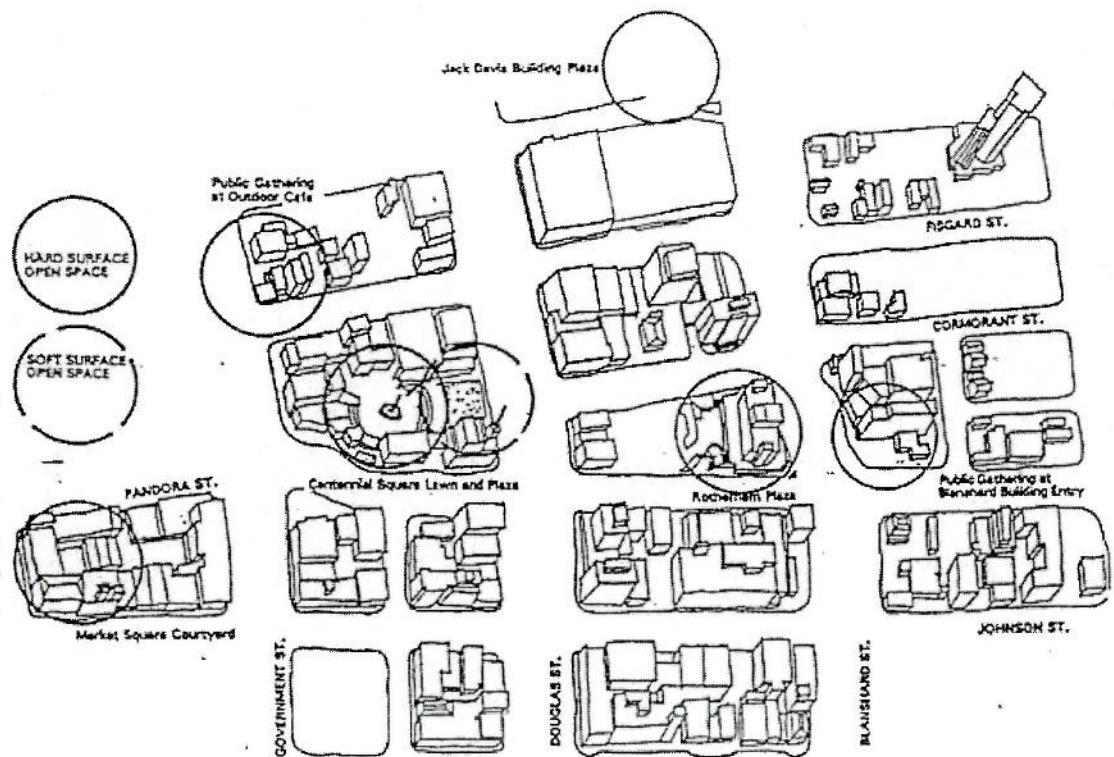 Jack Davis Building Plaza
Public Gathering
at Outdoor Cafe
HARD SURFACE
OPEN SPACE
FISGARD ST.
CORMORANT ST.
SOFT SURFACE
OPEN SPACE
PANDORA ST.
Centennial Square Lawn and Plaza
Rotherham Plaza
Public Gathering at
Blanshard Building Entry
Market Square Courtyard
JOHNSON ST.
GOVERNMENT ST.
DOUGLAS ST.
BLANSHARD ST.